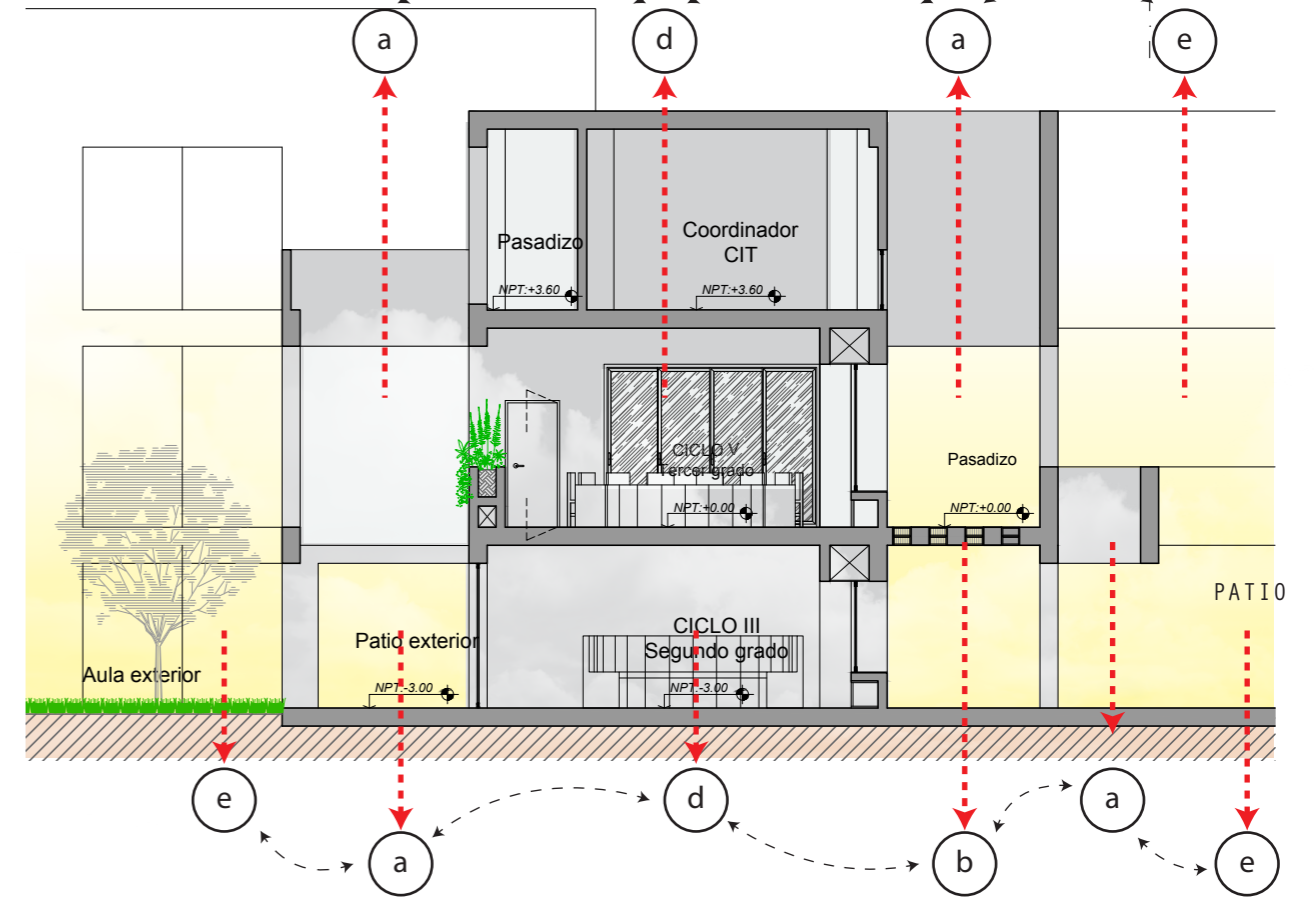 a
d
a
e
Pasadizo
Coordinador
CIT
NPT:+3.60
NPT:+3.60
CICLO V
Tercer grado
Pasadizo
NPT:+0.00
NPT:+0.00
PATIO
Patio exterior
CICLO III
Segundo grado
Aula exterior
NPT:-3.00
NPT:-3.00
e
d
a
a
b
e